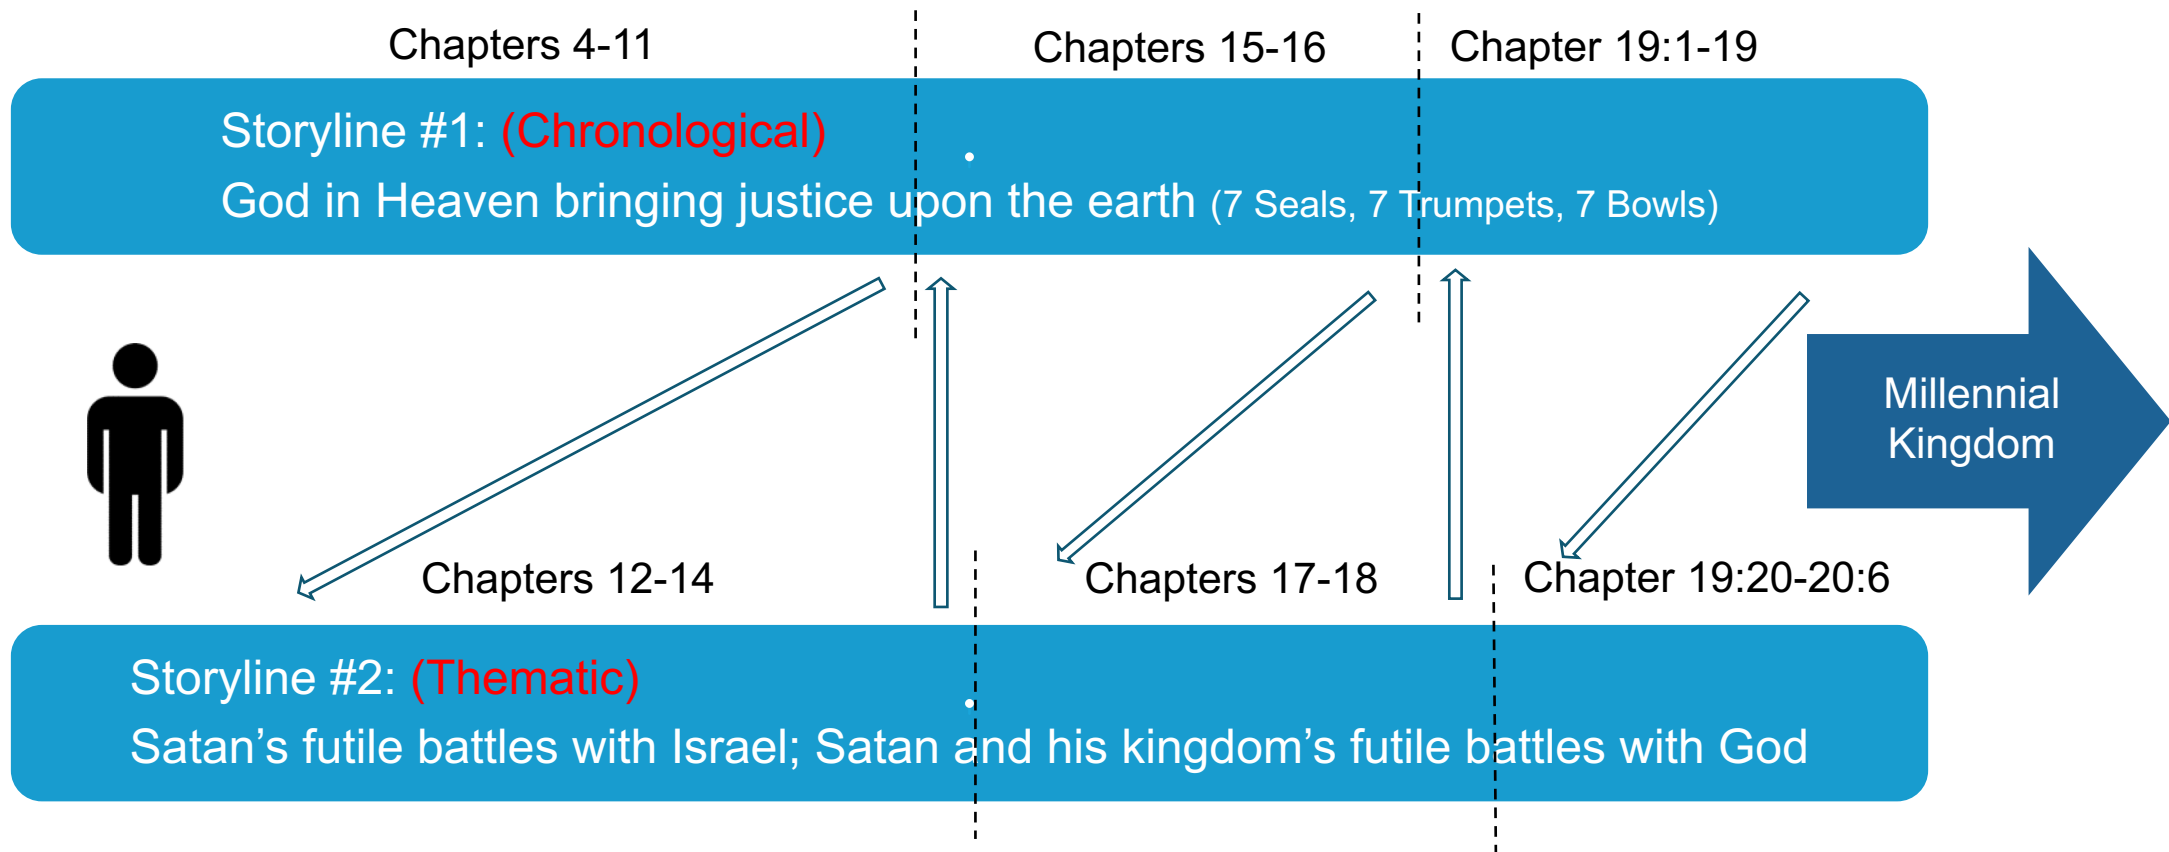 Chapters 4-11
Chapters 15-16
Chapter 19:1-19
Storyline #1: (Chronological)
God in Heaven bringing justice upon the earth (7 Seals, 7 Trumpets, 7 Bowls)
Millennial
Kingdom
Chapters 12-14
Chapters 17-18
Chapter 19:20-20:6
Storyline #2: (Thematic)
Satan’s futile battles with Israel; Satan and his kingdom’s futile battles with God